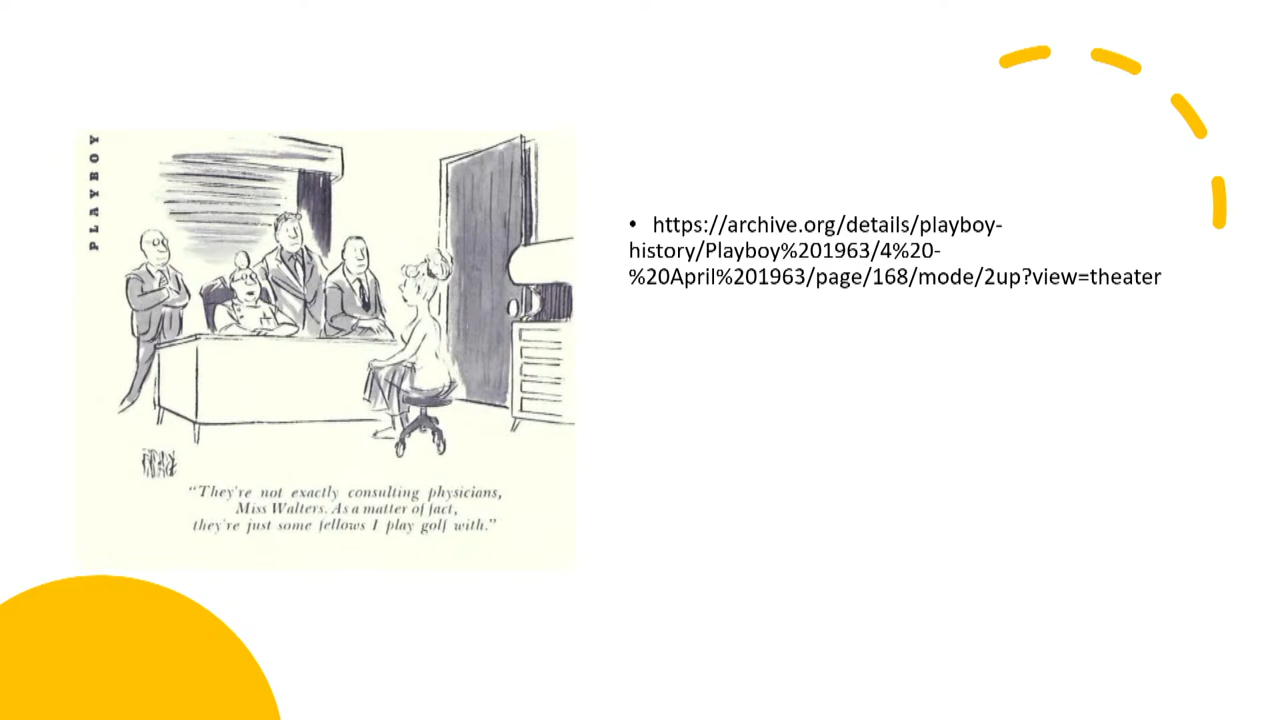 PLAYBOY
"They're not exactly consulting physicians,
Miss Walters. As a matter of fact,
they're just some fellows I play golf with."
• https://archive.org/details/playboy-
history/Playboy%201963/4%20-
%20April%201963/page/168/mode/2up?view=theater